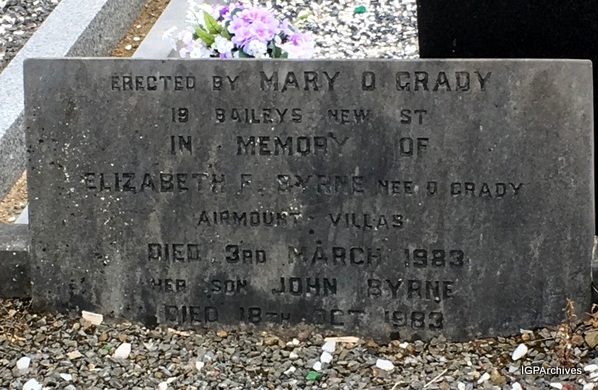 ERECTED BY MARY O GRADY
19 BAILEYS NEW ST
IN MEMORY OF
ELIZABETH F. BYRNE NEE O GRADY
AIRMOUNT VILLAS
DIED 3RD MARCH 1983
HER SON JOHN BYRNE
DIED 18TH OCT 1983
IGPArchives